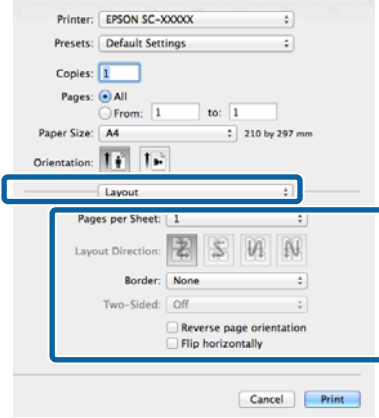 Printer: EPSON SC-XXXXX
Presets: Default Settings
Copies: 1
Pages: All
From: 1 to: 1
Paper Size: A4 210 by 297 mm
Orientation:
Layout
Pages per Sheet: 1
Layout Direction:
Border: None
Two-Sided: Off
Reverse page orientation
Flip horizontally
Cancel Print